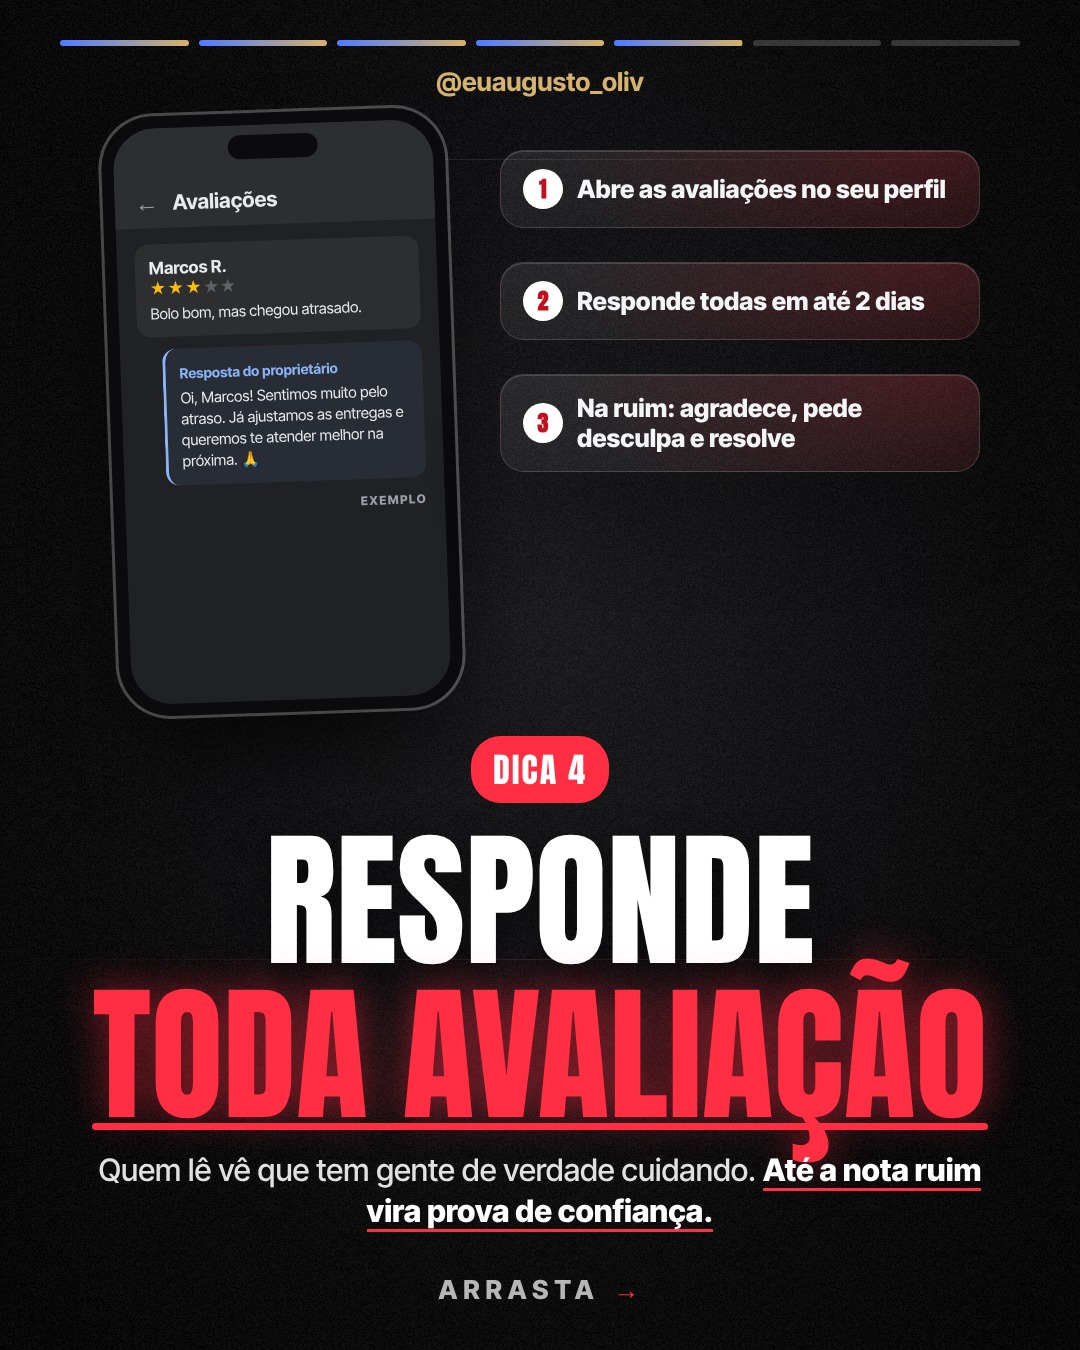 @euaugusto_oliv
← Avaliações
Marcos R.
★★★★★
Bolo bom, mas chegou atrasado.
Resposta do proprietário
Oi, Marcos! Sentimos muito pelo
atraso. Já ajustamos as entregas e
queremos te atender melhor na
próxima. 🙏
EXEMPLO
1 Abre as avaliações no seu perfil
2 Responde todas em até 2 dias
3 Na ruim: agradece, pede
desculpa e resolve
DICA 4
RESPONDE
TODA AVALIAÇÃO
Quem lê vê que tem gente de verdade cuidando. Até a nota ruim
vira prova de confiança.
ARRASTA →